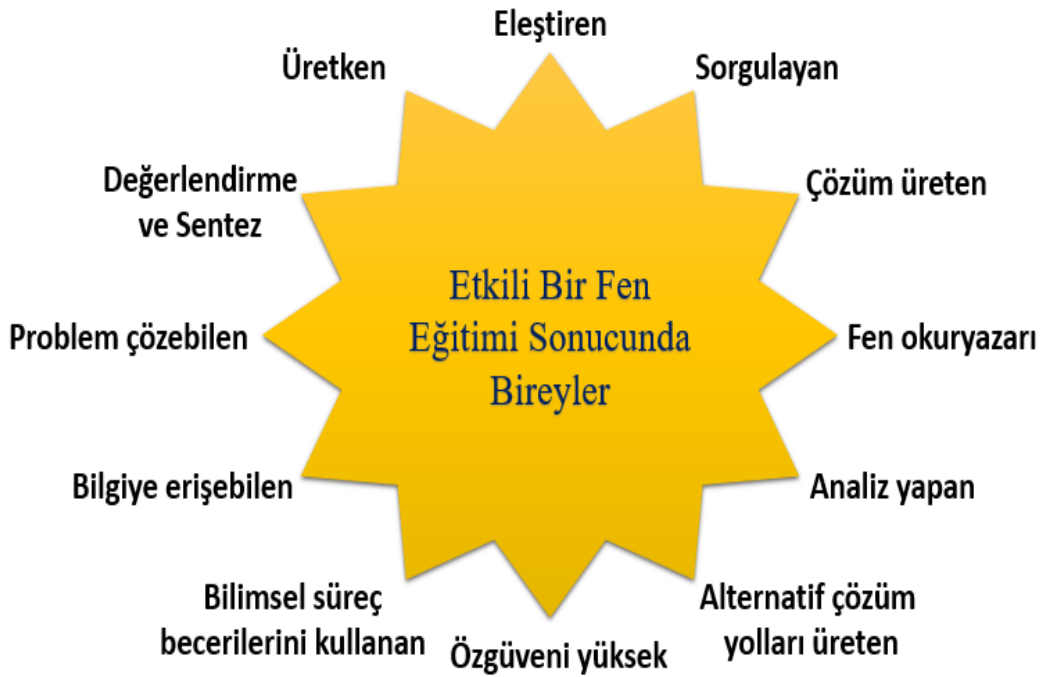 Eleştiren
Üretken
Sorgulayan
Değerlendirme
ve Sentez
Çözüm üreten
Etkili Bir Fen
Eğitimi Sonucunda
Bireyler
Problem çözebilen
Fen okuryazarı
Bilgiye erişebilen
Analiz yapan
Bilimsel süreç
becerilerini kullanan
Özgüveni yüksek
Alternatif çözüm
yolları üreten